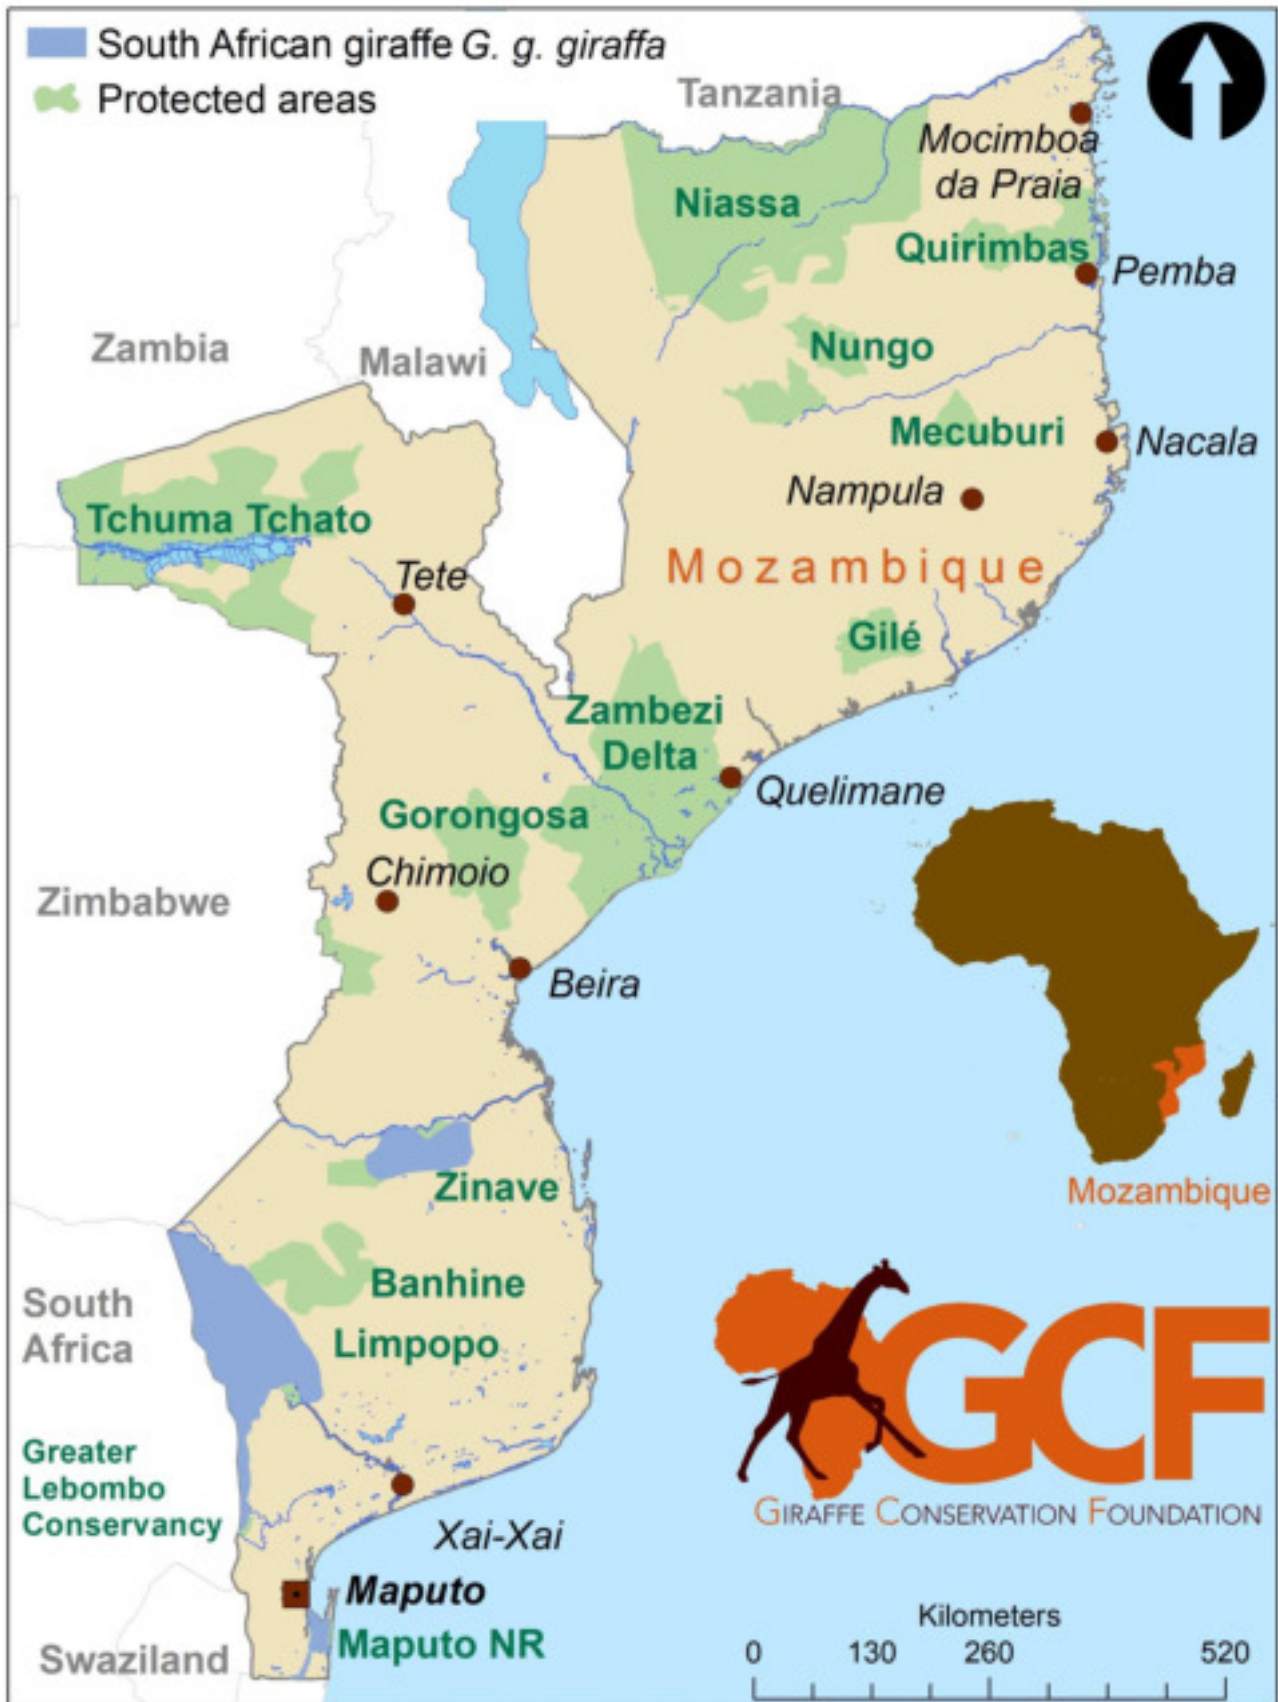 South African giraffe G. g. giraffa
Protected areas
Tanzania
Mocimboa
da Praia
Niassa
Quirimbas
Pemba
Zambia
Malawi
Nungo
Mecuburi
Nacala
Nampula
Tchuma Tchato
Mozambique
Tete
Gilé
Zambezi
Delta
Quelimane
Gorongosa
Chimoio
Zimbabwe
Beira
Zinave
Mozambique
Banhine
South
Africa
Limpopo
GCF
GIRAFFE CONSERVATION FOUNDATION
Greater
Lebombo
Conservancy
Xai-Xai
Maputo
Maputo NR
Swaziland
Kilometers
0 130 260 520